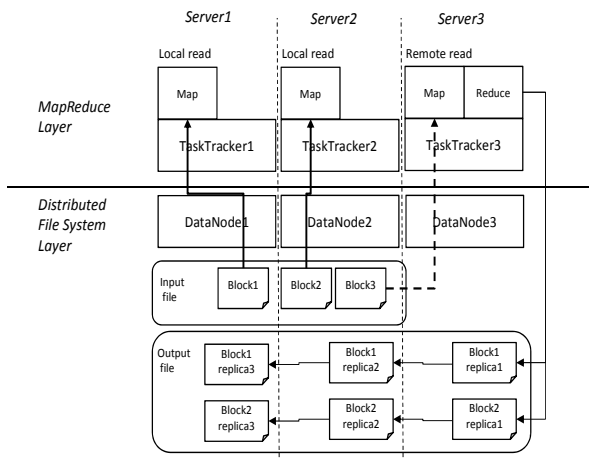 Server1
Server2
Server3
Local read
Local read
Remote read
MapReduce
Layer
Map
Map
Map
Reduce
TaskTracker1
TaskTracker2
TaskTracker3
Distributed
File System
Layer
DataNode1
DataNode2
DataNode3
Input
file
Block1
Block2
Block3
Output
file
Block1
replica3
Block1
replica2
Block1
replica1
Block2
replica3
Block2
replica2
Block2
replica1